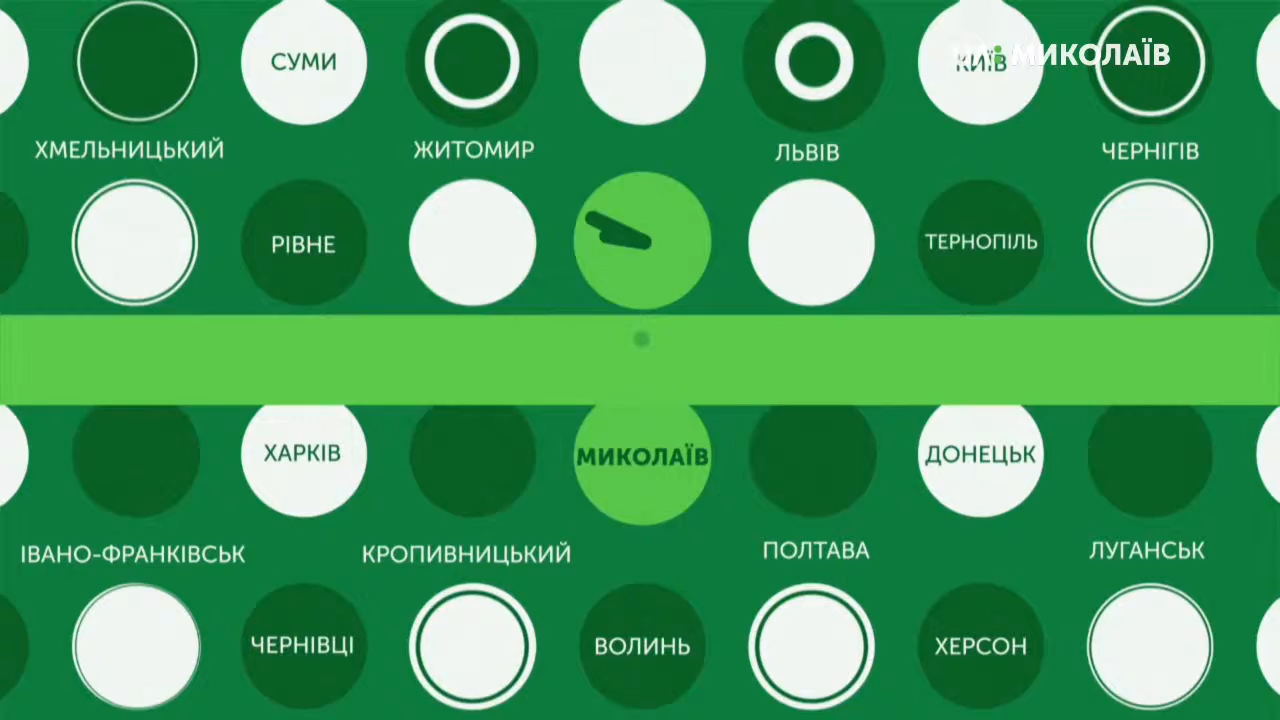 СУМИ
КИЇВ
МИКОЛАЇВ
ХМЕЛЬНИЦЬКИЙ
ЖИТОМИР
ЛЬВІВ
ЧЕРНІГІВ
РІВНЕ
ТЕРНОПІЛЬ
ХАРКІВ
МИКОЛАЇВ
ДОНЕЦЬК
ІВАНО-ФРАНКІВСЬК
КРОПИВНИЦЬКИЙ
ПОЛТАВА
ЛУГАНСЬК
ЧЕРНІВЦІ
ВОЛИНЬ
ХЕРСОН